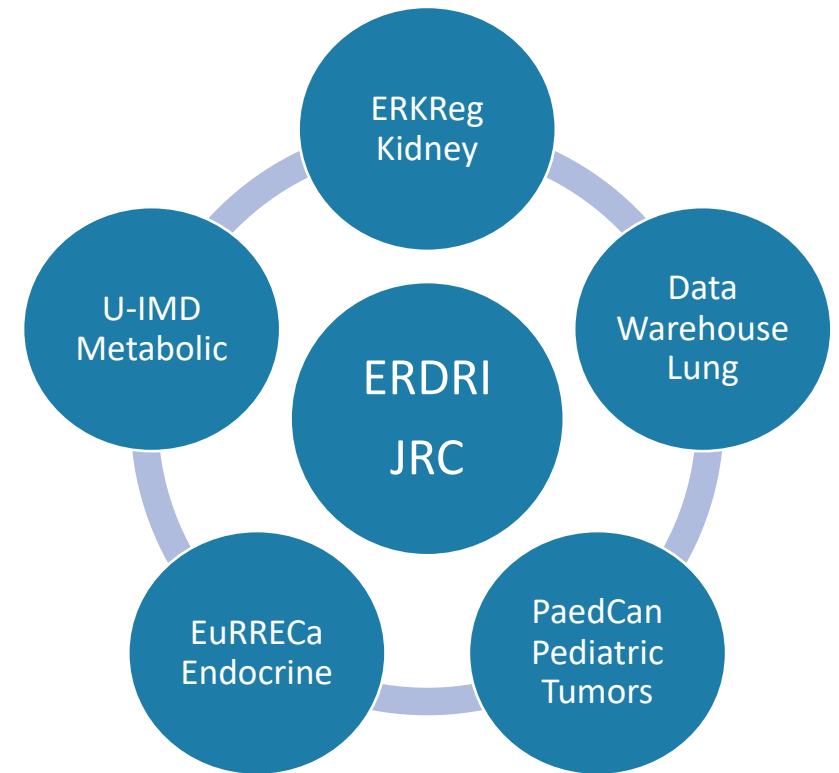 ERKReg
Kidney
Data
Warehouse
Lung
U-IMD
Metabolic
ERDRI
JRC
PaedCan
Pediatric
Tumors
EuRRECa
Endocrine